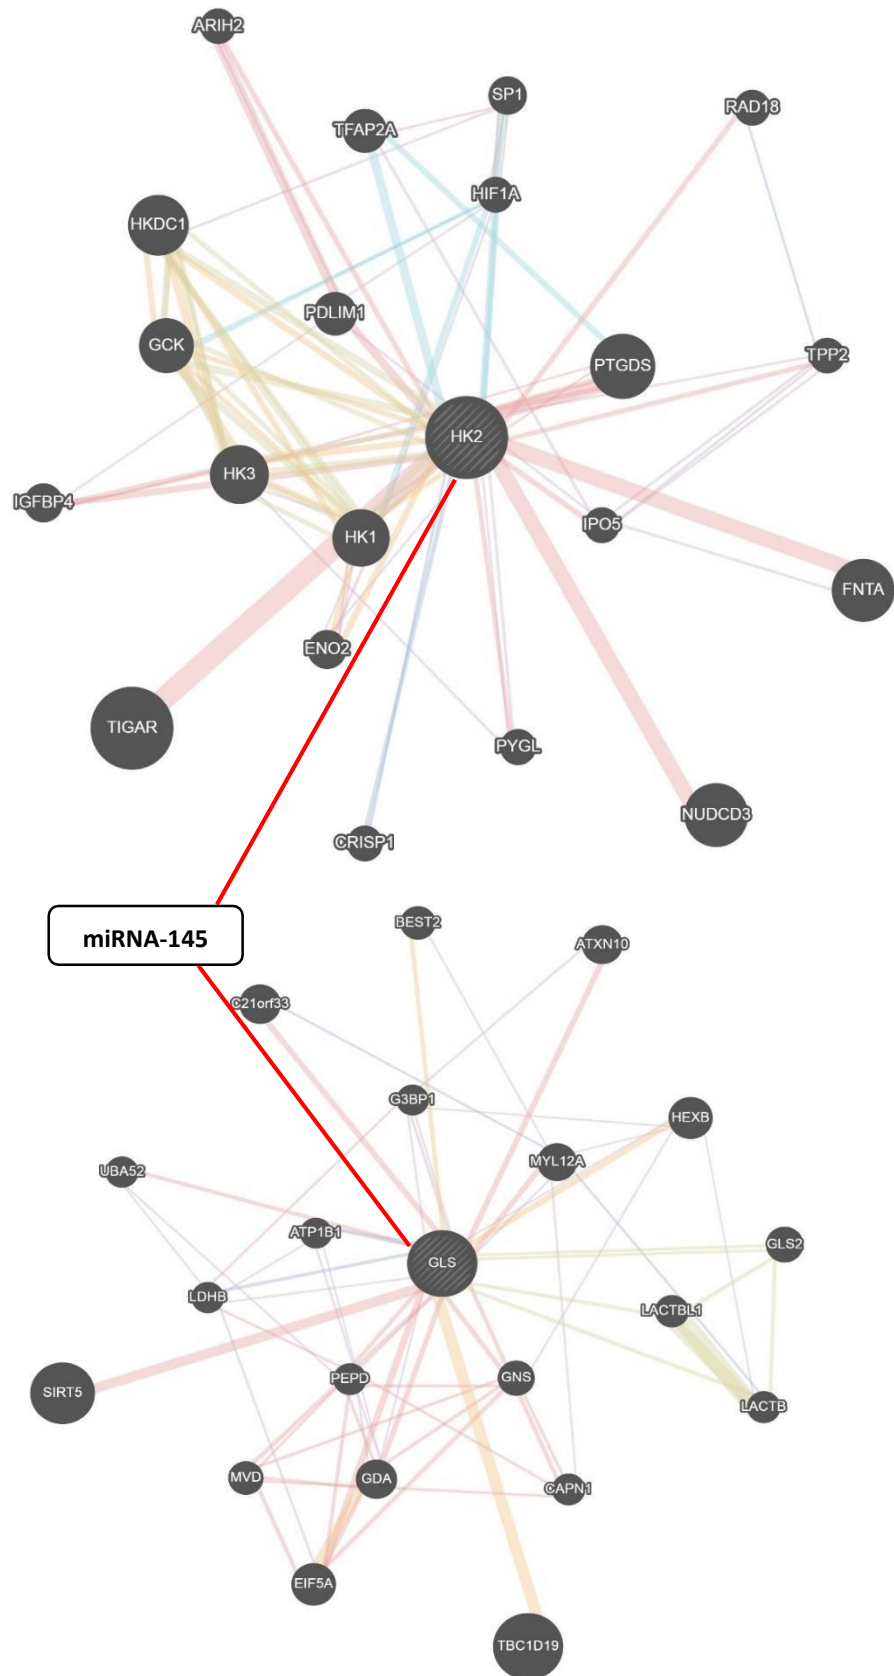 ARIH2
SP1
RAD18
TFAP2A
HIF1A
HKDC1
PDLIM1
GCK
PTGDS
TPP2
HK2
HK3
IGFBP4
IPO5
HK1
FNTA
ENO2
TIGAR
PYGL
NUDCD3
CRISP1
miRNA-145
BEST2
ATXN10
C21orf33
G3BP1
HEXB
MYL12A
UBA52
ATP1B1
GLS2
GLS
LDHB
LACTBL1
PEPD
GNS
SIRT5
LACTB
MVD
GDA
CAPN1
EIF5A
TBC1D19